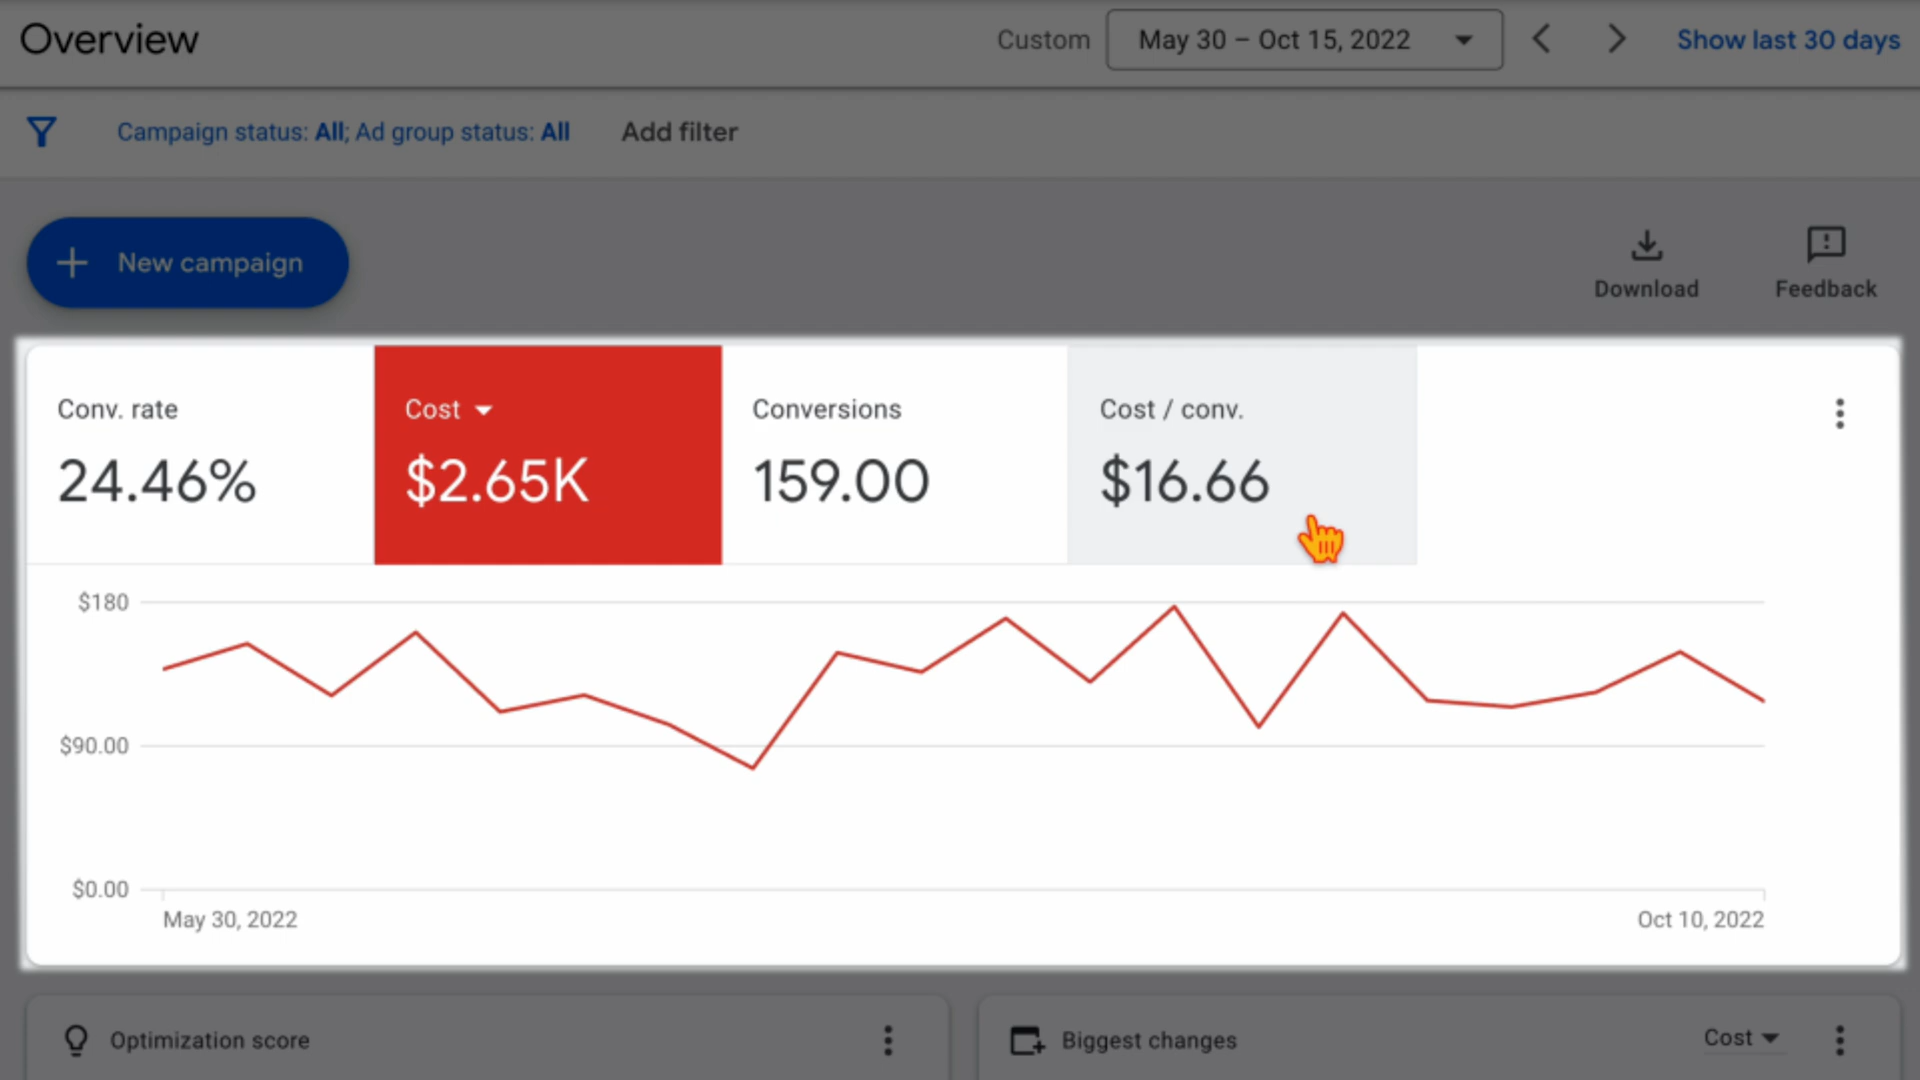 Overview
Custom
May 30 – Oct 15, 2022
Show last 30 days
Campaign status: All; Ad group status: All
Add filter
New campaign
Download
Feedback
Conv. rate
24.46%
Cost
$2.65K
Conversions
159.00
Cost / conv.
$16.66
$180
$90.00
$0.00
May 30, 2022
Oct 10, 2022
Optimization score
Biggest changes
Cost